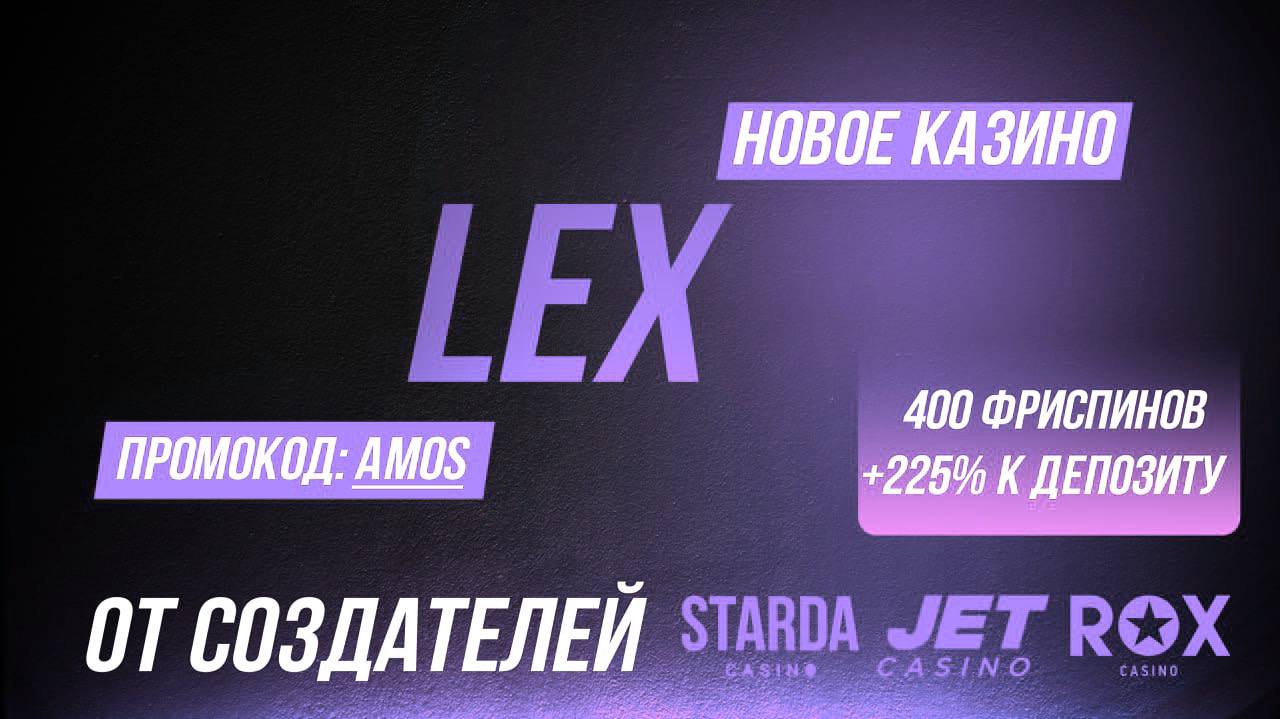 НОВОЕ КАЗИНО
LEX
400 ФРИСПИНОВ
+225% К ДЕПОЗИТУ
ПРОМОКОД: AMOS
ОТ СОЗДАТЕЛЕЙ
STARDA
CASINO
JET
CASINO
ROX
CASINO